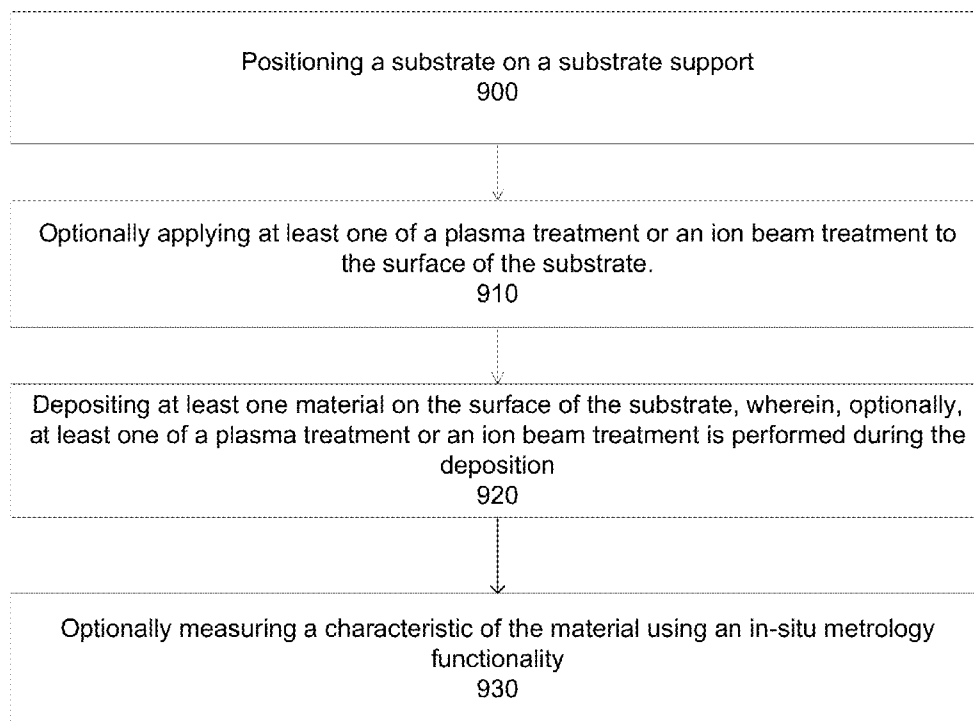 Positioning a substrate on a substrate support
900
Optionally applying at least one of a plasma treatment or an ion beam treatment to
the surface of the substrate.
910
Depositing at least one material on the surface of the substrate, wherein, optionally,
at least one of a plasma treatment or an ion beam treatment is performed during the
deposition
920
Optionally measuring a characteristic of the material using an in-situ metrology
functionality
930